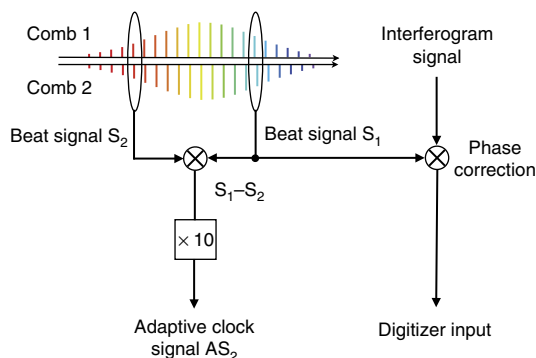 Comb 1
Comb 2
Interferogram
signal
Beat signal S2
Beat signal S1
Phase
correction
S1–S2
× 10
Adaptive clock
signal AS2
Digitizer input